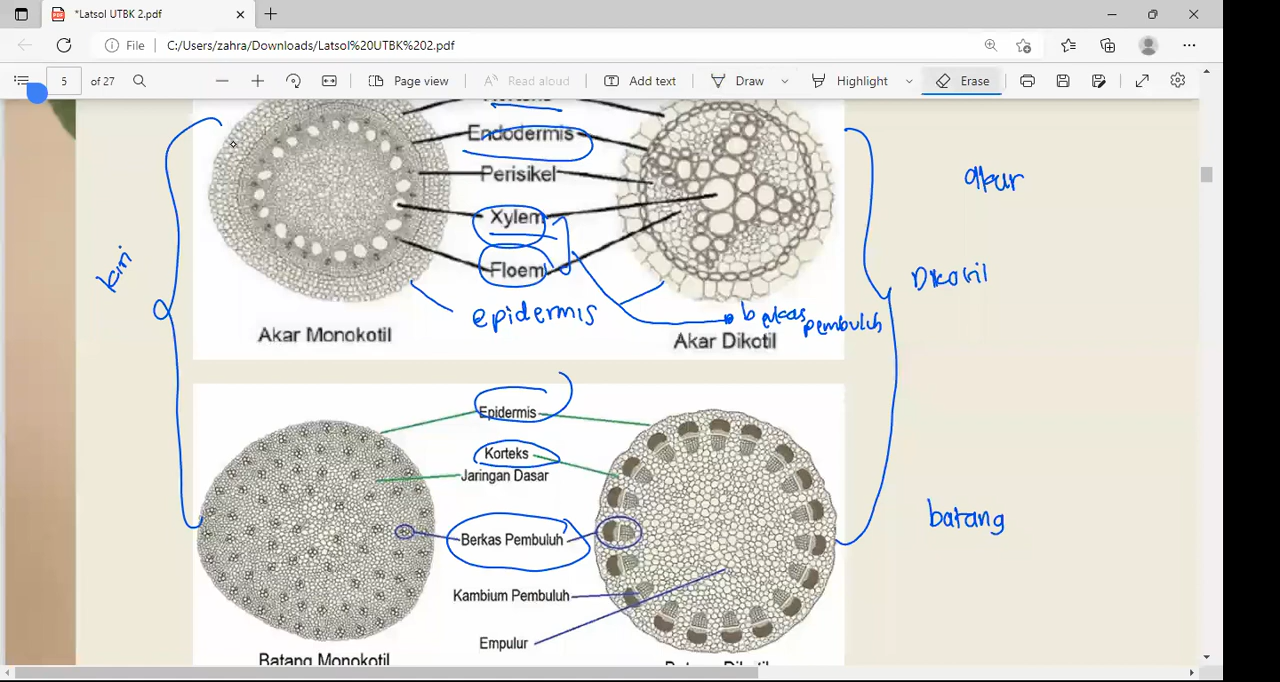 *Latsol UTBK 2.pdf
File C:/Users/zahra/Downloads/Latsol%20UTBK%202.pdf
5 of 27 Page view Read aloud Add text Draw Highlight Erase
Endodermis
Perisikel
Xylem
Floem
epidermis
berkas
pembuluh
Akar Monokotil
Akar Dikotil
kiri
akar
Dikotil
Epidermis
Korteks
Jaringan Dasar
Berkas Pembuluh
batang
Kambium Pembuluh
Empulur
Batang Monokotil